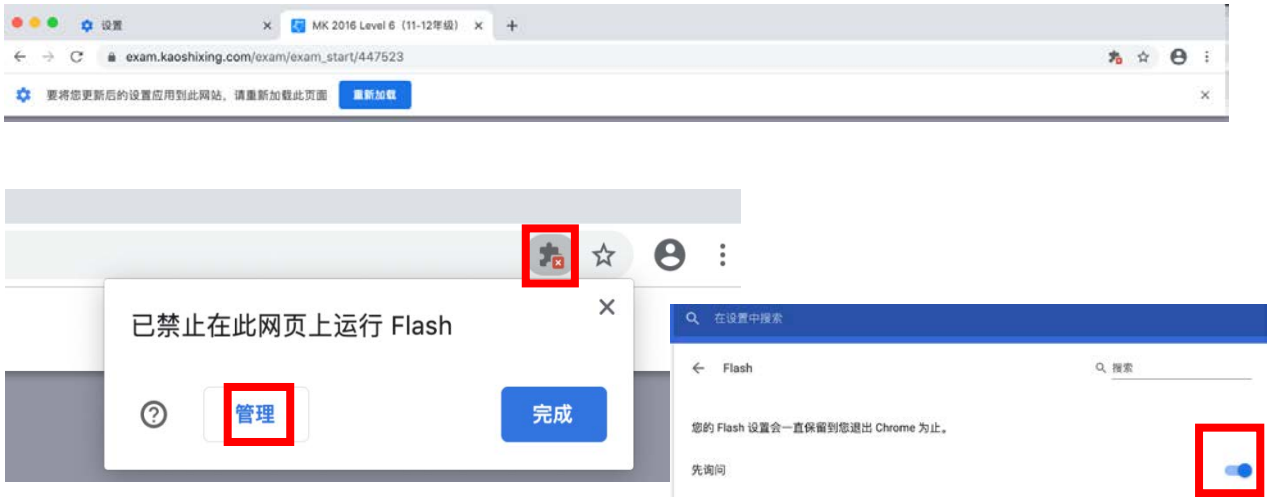 设置
MK 2016 Level 6（11-12年级）
exam.kaoshixing.com/exam/exam_start/447523
要将您更新后的设置应用到此网站，请重新加载此页面 重新加载
已禁止在此网页上运行 Flash
管理 完成
在设置中搜索
Flash 搜索
您的 Flash 设置会一直保留到您退出 Chrome 为止。
先询问